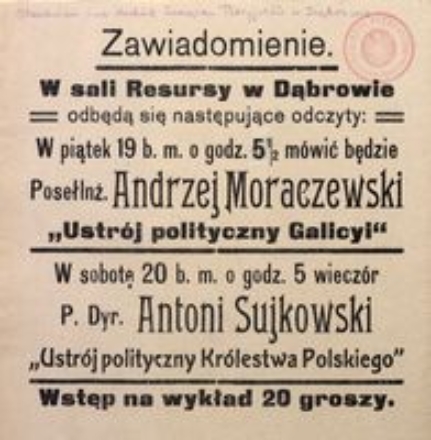 Zawiadomienie.
W sali Resursy w Dąbrowie
odbędą się następujące odczyty:
W piątek 19 b. m. o godz. 5½ mówić będzie
Poseł Inż. Andrzej Moraczewski
„Ustrój polityczny Galicyi“
W sobotę 20 b. m. o godz. 5 wieczór
P. Dyr. Antoni Sujkowski
„Ustrój polityczny Królestwa Polskiego”
Wstęp na wykład 20 groszy.